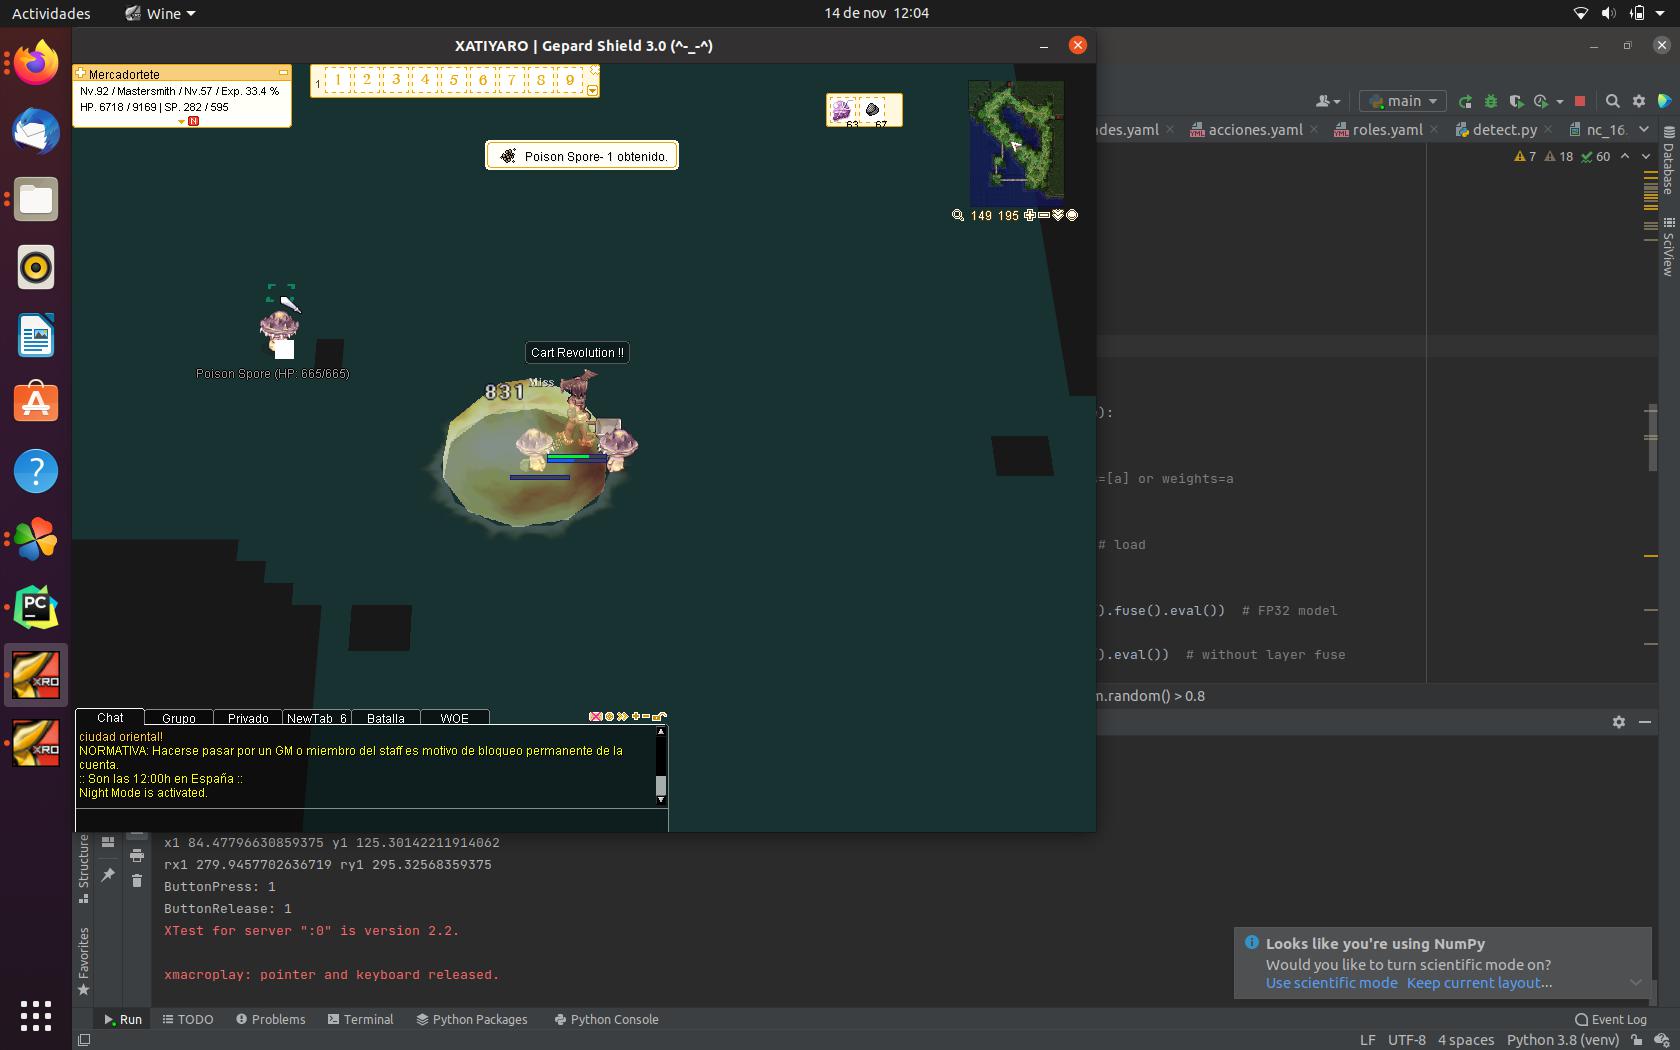 Actividades
Wine
14 de nov 12:04
XATIYARO | Gepard Shield 3.0 (^-_-^)
Mercadortete
Nv.92 / Mastersmith / Nv.57 / Exp. 33.4 %
HP. 6718 / 9169 | SP. 282 / 595
N
1 1 2 3 4 5 6 7 8 9
63 67
Poison Spore- 1 obtenido.
149 195
main
des.yaml
acciones.yaml
roles.yaml
detect.py
nc_16.
7 18 60
Database
SciView
Poison Spore (HP: 665/665)
Cart Revolution !!
831
Miss
):
=[a] or weights=a
# load
).fuse().eval()) # FP32 model
).eval()) # without layer fuse
m.random() > 0.8
PC
XRO
XRO
Chat
Grupo
Privado
NewTab_6
Batalla
WOE
ciudad oriental!
NORMATIVA: Hacerse pasar por un GM o miembro del staff es motivo de bloqueo permanente de la
cuenta.
:: Son las 12:00h en España ::
Night Mode is activated.
Structure
Favorites
x1 84.47796630859375 y1 125.30142211914062
rx1 279.9457702636719 ry1 295.32568359375
ButtonPress: 1
ButtonRelease: 1
XTest for server ":0" is version 2.2.
xmacroplay: pointer and keyboard released.
Looks like you're using NumPy
Would you like to turn scientific mode on?
Use scientific mode Keep current layout...
Run
TODO
Problems
Terminal
Python Packages
Python Console
Event Log
LF UTF-8 4 spaces Python 3.8 (venv)